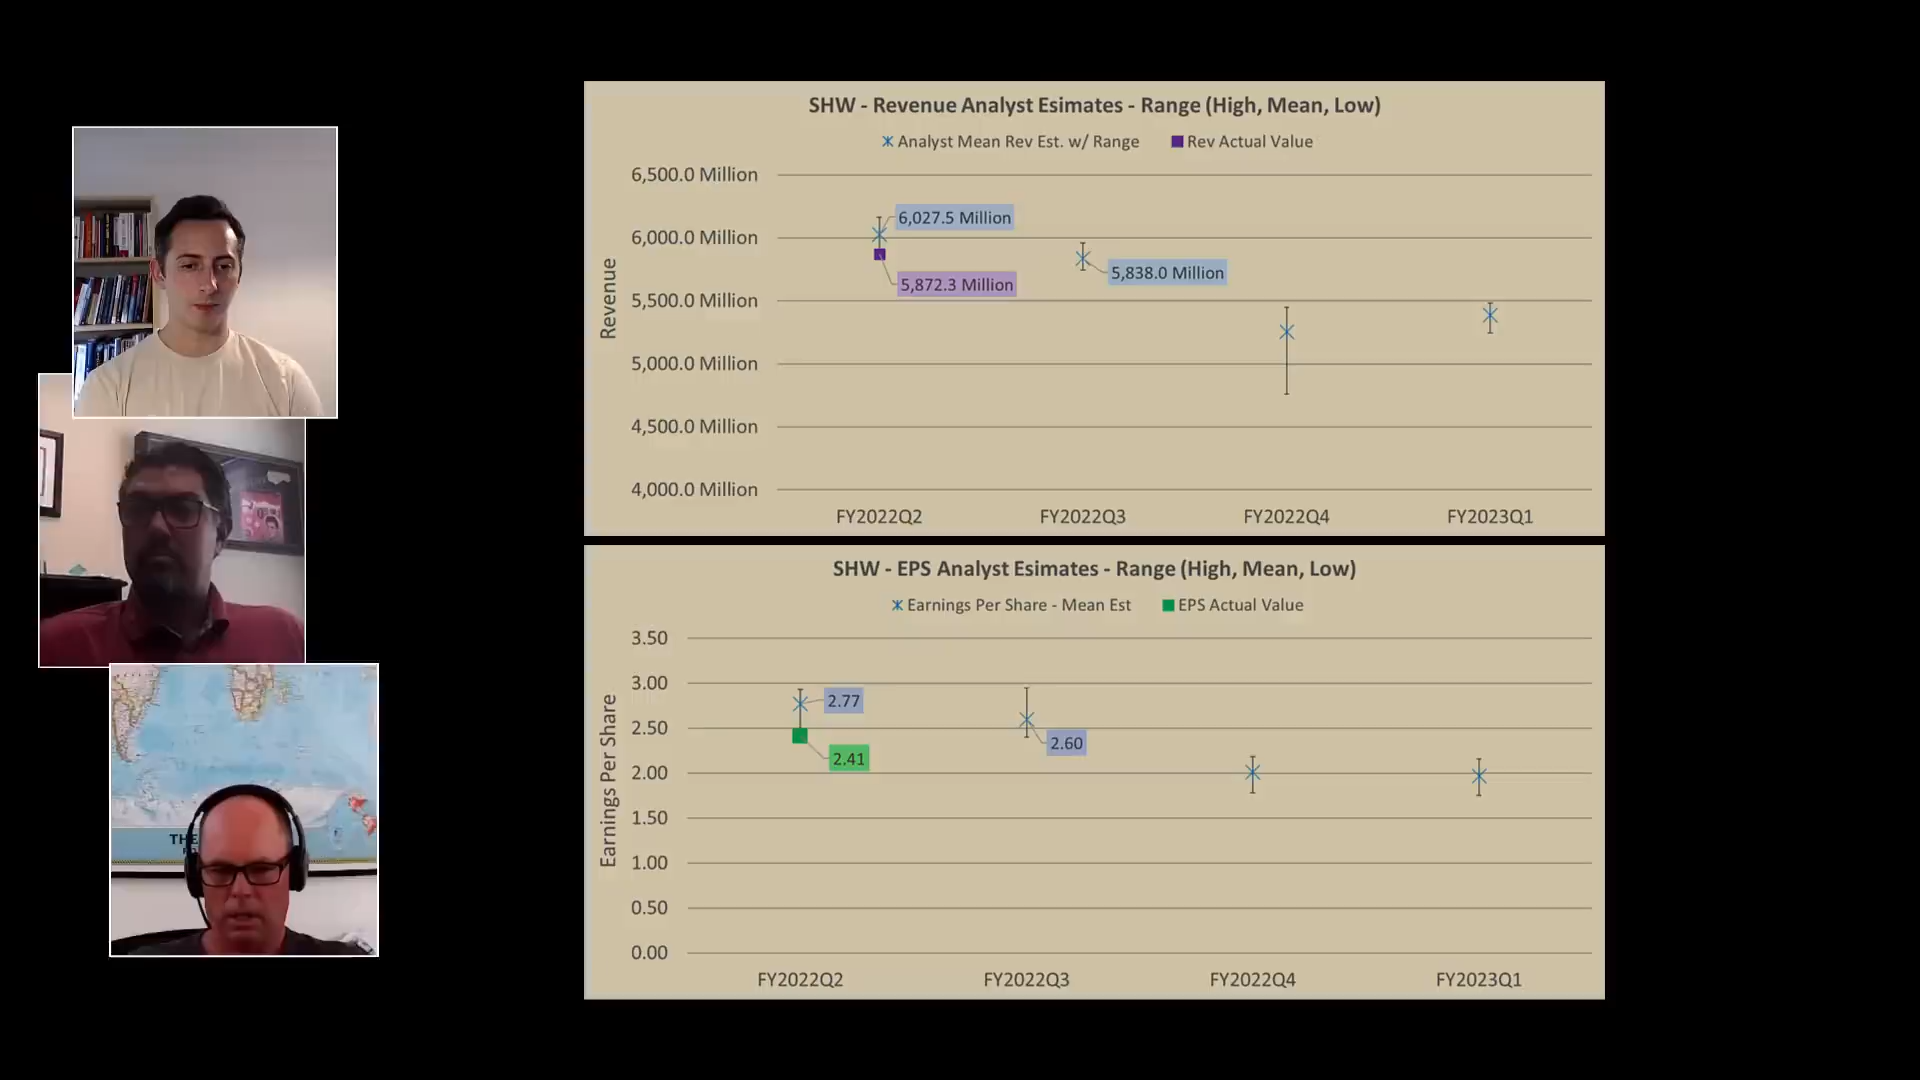 SHW - Revenue Analyst Esimates - Range (High, Mean, Low)
Analyst Mean Rev Est. w/ Range
Rev Actual Value
6,500.0 Million
6,000.0 Million
5,500.0 Million
5,000.0 Million
4,500.0 Million
4,000.0 Million
Revenue
6,027.5 Million
5,872.3 Million
5,838.0 Million
FY2022Q2
FY2022Q3
FY2022Q4
FY2023Q1
SHW - EPS Analyst Esimates - Range (High, Mean, Low)
Earnings Per Share - Mean Est
EPS Actual Value
3.50
3.00
2.50
2.00
1.50
1.00
0.50
0.00
Earnings Per Share
2.77
2.41
2.60
FY2022Q2
FY2022Q3
FY2022Q4
FY2023Q1